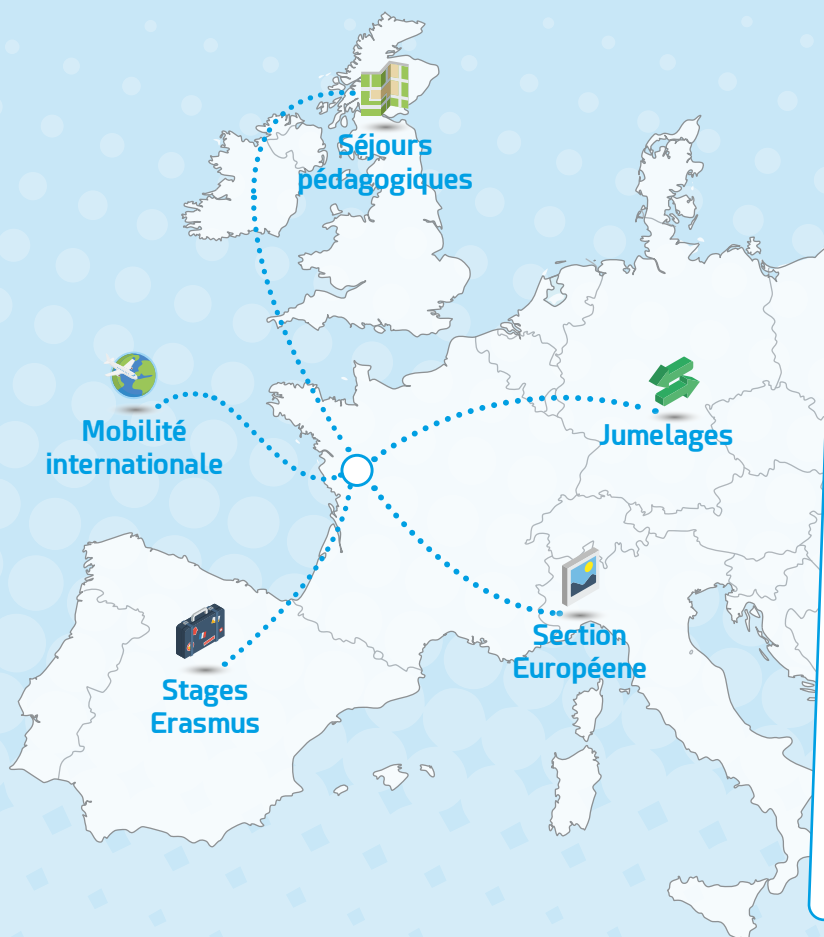 Séjours
pédagogiques
Mobilité
internationale
Jumelages
Section
Européene
Stages
Erasmus